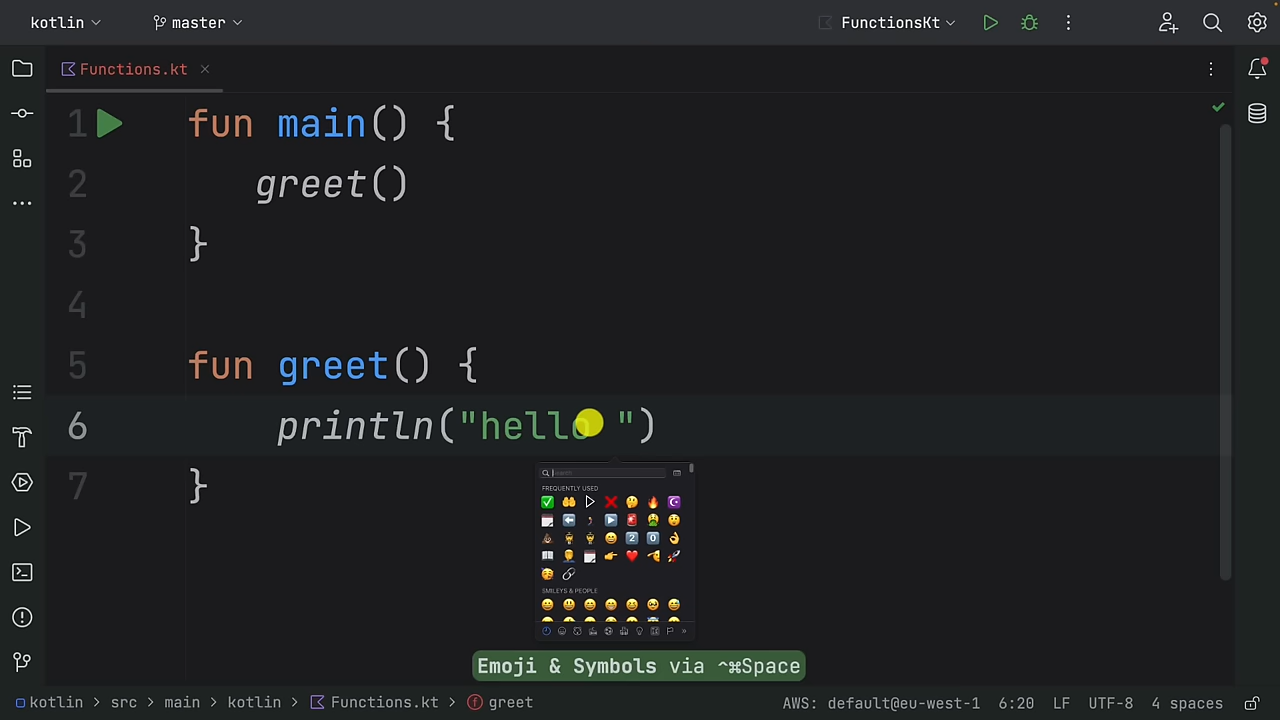 kotlin
master
FunctionsKt
Functions.kt
1 fun main() {
2 greet()
3 }
4
5 fun greet() {
6 println("hello ")
7 }
FREQUENTLY USED
SMILEYS & PEOPLE
Emoji & Symbols via ⌃⌘Space
kotlin > src > main > kotlin > Functions.kt > greet
AWS: default@eu-west-1 6:20 LF UTF-8 4 spaces